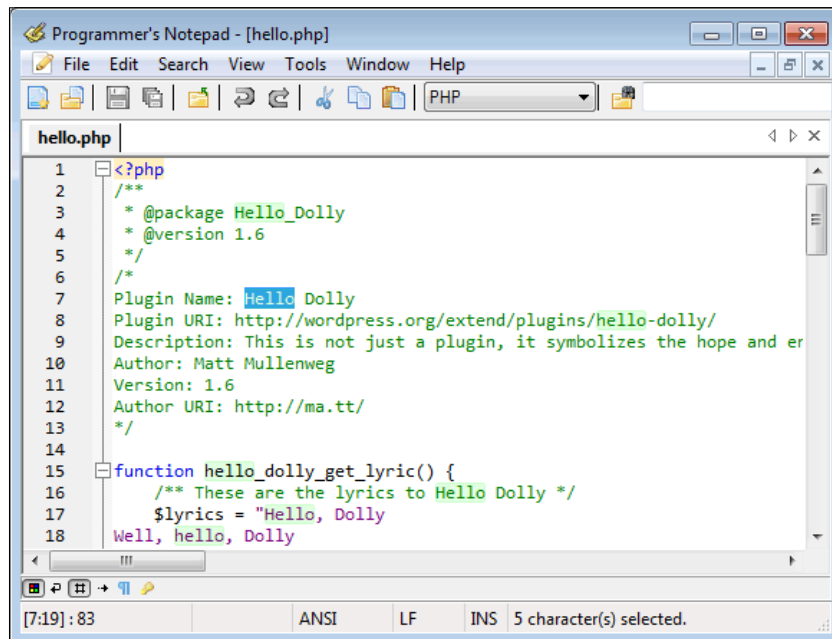 Programmer's Notepad - [hello.php]
File Edit Search View Tools Window Help
PHP
hello.php
1 <?php
2 /**
3  * @package Hello_Dolly
4  * @version 1.6
5  */
6 /*
7 Plugin Name: Hello Dolly
8 Plugin URI: http://wordpress.org/extend/plugins/hello-dolly/
9 Description: This is not just a plugin, it symbolizes the hope and er
10 Author: Matt Mullenweg
11 Version: 1.6
12 Author URI: http://ma.tt/
13 */
14
15 function hello_dolly_get_lyric() {
16     /** These are the lyrics to Hello Dolly */
17     $lyrics = "Hello, Dolly
18 Well, hello, Dolly
[7:19] : 83 ANSI LF INS 5 character(s) selected.